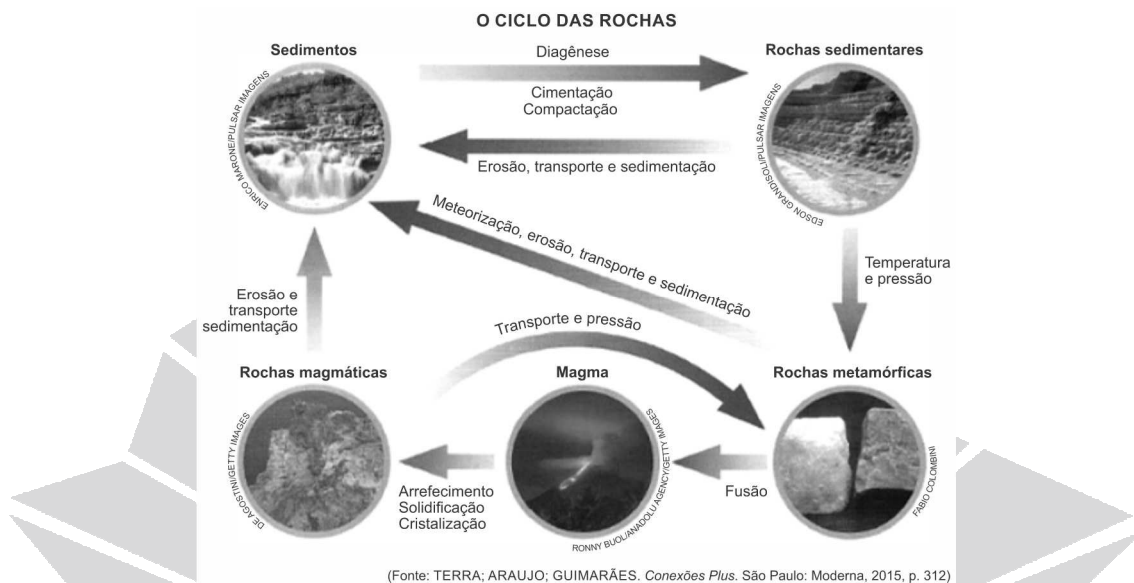 O CICLO DAS ROCHAS
Sedimentos
ENRICO MARONE/PULSAR IMAGENS
Diagênese
Cimentação
Compactação
Erosão, transporte e sedimentação
Rochas sedimentares
EDSON GRANDISOLI/PULSAR IMAGENS
Meteorização, erosão, transporte e sedimentação
Temperatura
e pressão
Erosão e
transporte
sedimentação
Transporte e pressão
Rochas magmáticas
DE AGOSTINI/GETTY IMAGES
Magma
RONNY BUOL/ANADOLU AGENCY/GETTY IMAGES
Rochas metamórficas
FABIO COLOMBINI
Arrefecimento
Solidificação
Cristalização
Fusão
(Fonte: TERRA; ARAUJO; GUIMARÃES. Conexões Plus. São Paulo: Moderna, 2015, p. 312)